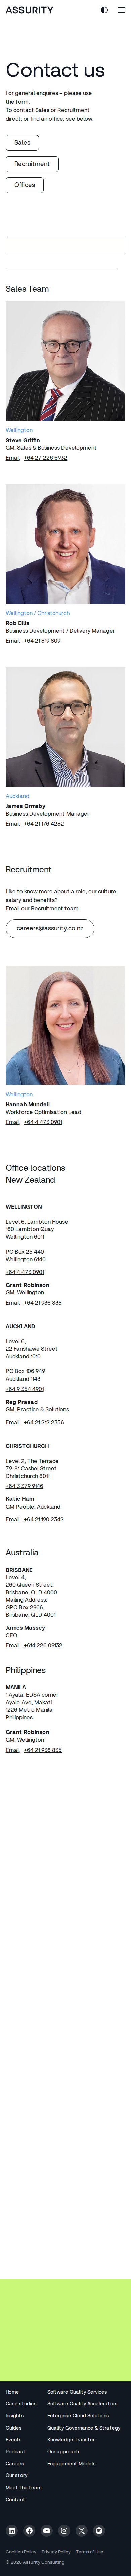 ASSURITY
Contact us
For general enquires – please use
the form.
To contact Sales or Recruitment
direct, or find an office, see below.
Sales
Recruitment
Offices
Sales Team
Wellington
Steve Griffin
GM, Sales & Business Development
Email +64 27 226 6932
Wellington / Christchurch
Rob Ellis
Business Development / Delivery Manager
Email +64 21 819 809
Auckland
James Ormsby
Business Development Manager
Email +64 21 176 4282
Recruitment
Like to know more about a role, our culture,
salary and benefits?
Email our Recruitment team
careers@assurity.co.nz
Wellington
Hannah Mundell
Workforce Optimisation Lead
Email +64 4 473 0901
Office locations
New Zealand
WELLINGTON
Level 6, Lambton House
160 Lambton Quay
Wellington 6011
PO Box 25 440
Wellington 6140
+64 4 473 0901
Grant Robinson
GM, Wellington
Email +64 21 936 835
AUCKLAND
Level 6,
22 Fanshawe Street
Auckland 1010
PO Box 106 949
Auckland 1143
+64 9 354 4901
Reg Prasad
GM, Practice & Solutions
Email +64 21 212 2356
CHRISTCHURCH
Level 2, The Terrace
79-81 Cashel Street
Christchurch 8011
+64 3 379 9146
Katie Ham
GM People, Auckland
Email +64 21 190 2342
Australia
BRISBANE
Level 4,
260 Queen Street,
Brisbane, QLD 4000
Mailing Address:
GPO Box 2966,
Brisbane, QLD 4001
James Massey
CEO
Email +614 226 09132
Philippines
MANILA
1 Ayala, EDSA corner
Ayala Ave, Makati
1226 Metro Manila
Philippines
Grant Robinson
GM, Wellington
Email +64 21 936 835
Home Software Quality Services
Case studies Software Quality Accelerators
Insights Enterprise Cloud Solutions
Guides Quality Governance & Strategy
Events Knowledge Transfer
Podcast Our approach
Careers Engagement Models
Our story
Meet the team
Contact
Cookies Policy Privacy Policy Terms of Use
© 2026 Assurity Consulting